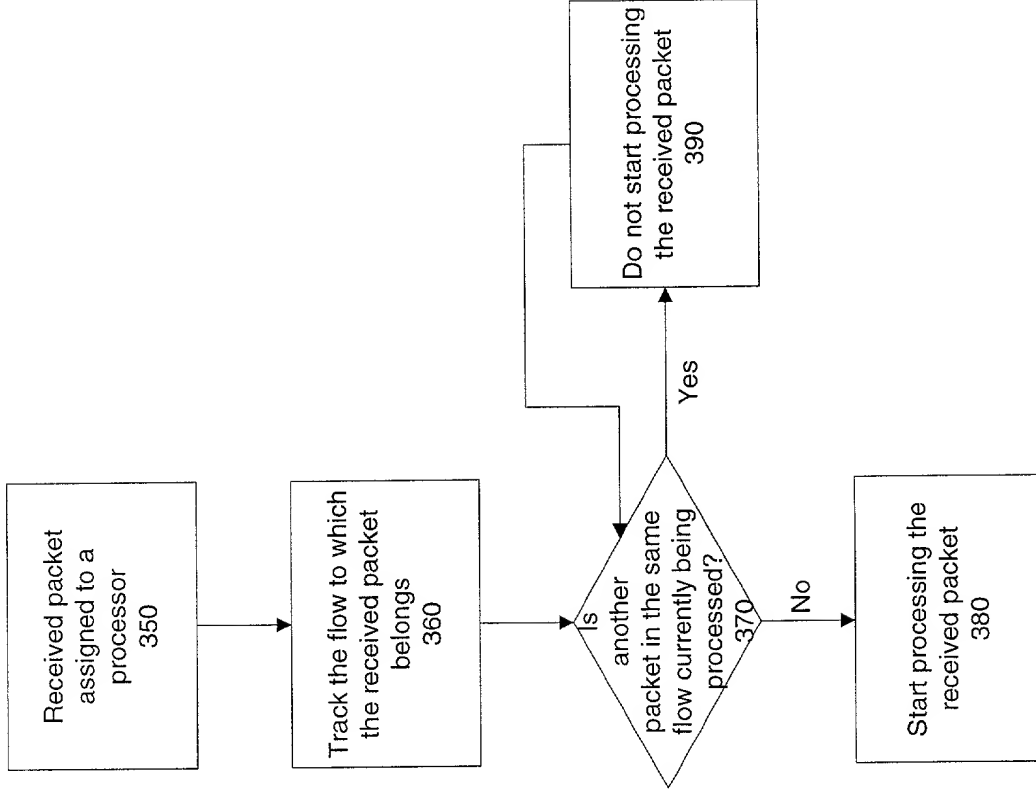 Received packet
assigned to a
processor
350
Track the flow to which
the received packet
belongs
360
Is
another
packet in the same
flow currently being
processed?
370
Yes
Do not start processing
the received packet
390
No
Start processing the
received packet
380